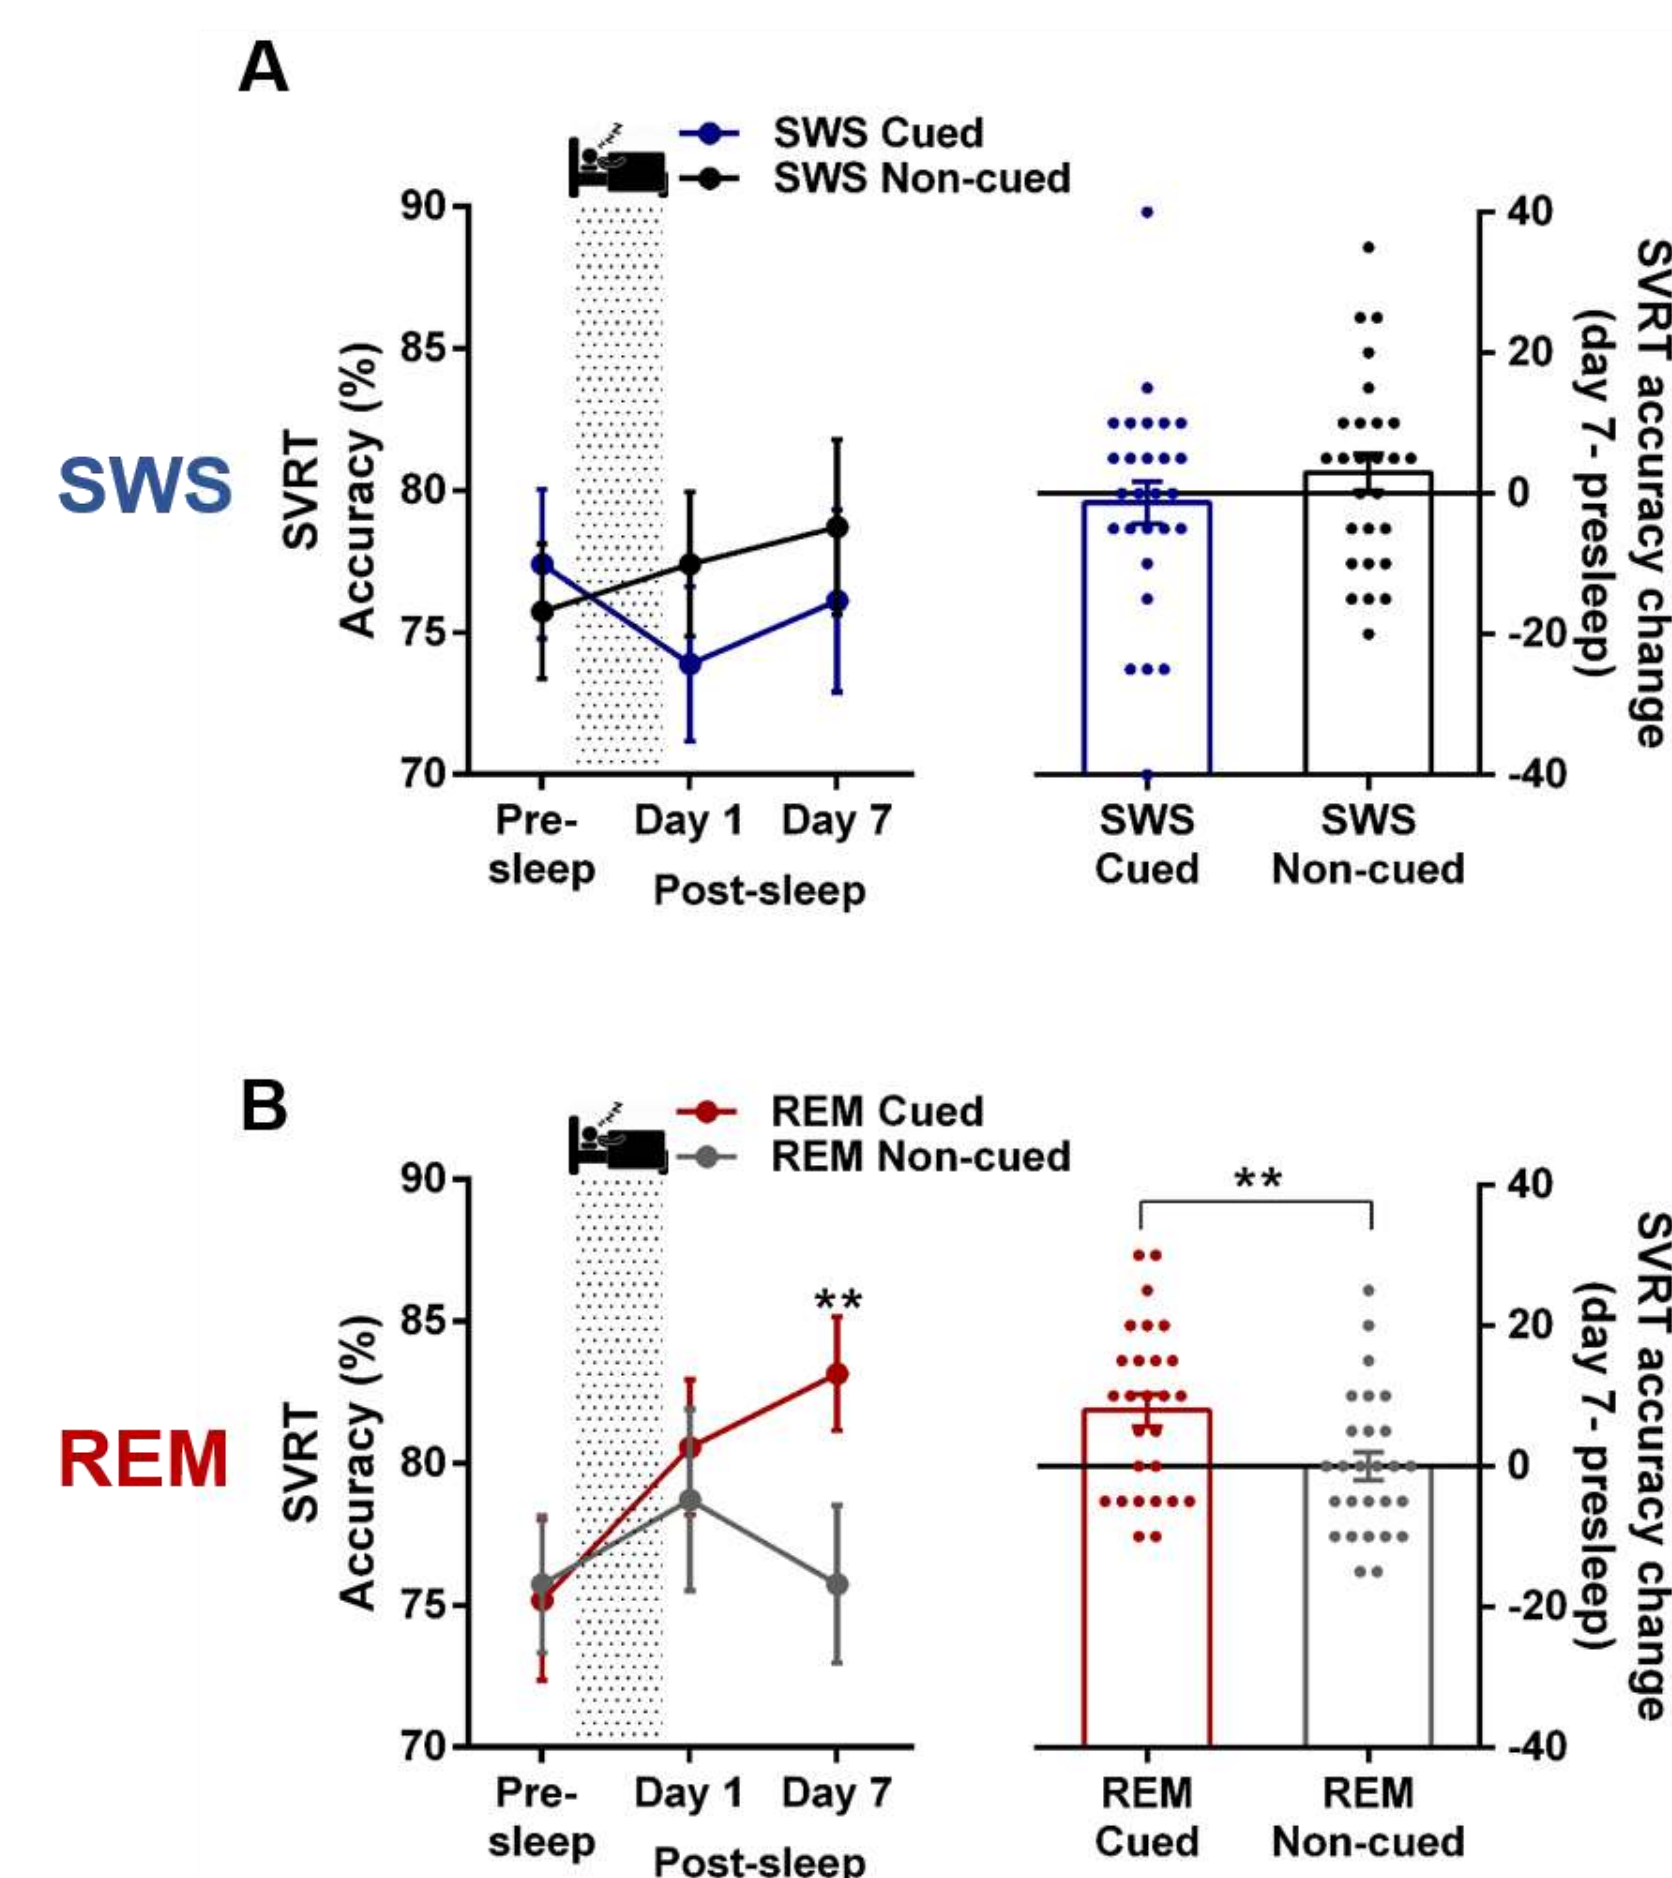 A
SWS Cued
SWS Non-cued
zzz
SWS
SVRT
Accuracy (%)
90
85
80
75
70
Pre-
sleep
Day 1
Day 7
Post-sleep
40
20
0
-20
-40
SVRT accuracy change
(day 7- presleep)
SWS
Cued
SWS
Non-cued
B
REM Cued
REM Non-cued
zzz
REM
SVRT
Accuracy (%)
90
85
80
75
70
**
Pre-
sleep
Day 1
Day 7
Post-sleep
**
40
20
0
-20
-40
SVRT accuracy change
(day 7- presleep)
REM
Cued
REM
Non-cued